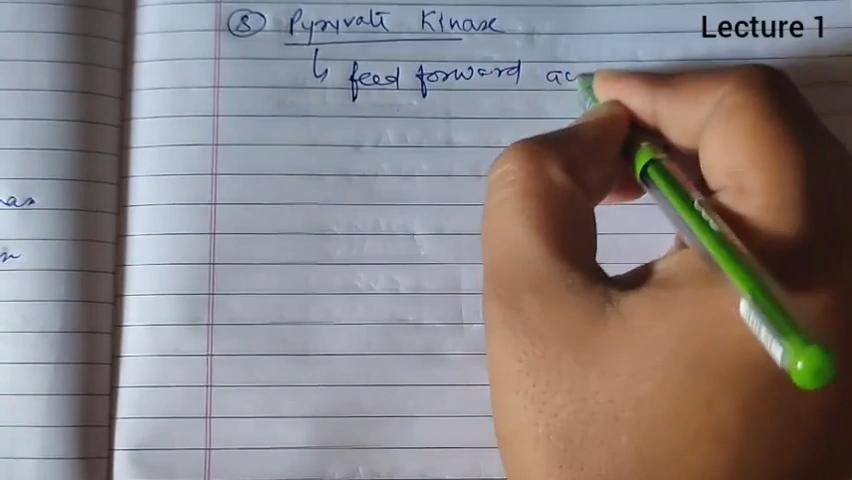 Lecture 1
⑧ Pyruvate Kinase
↳ feed forward ac